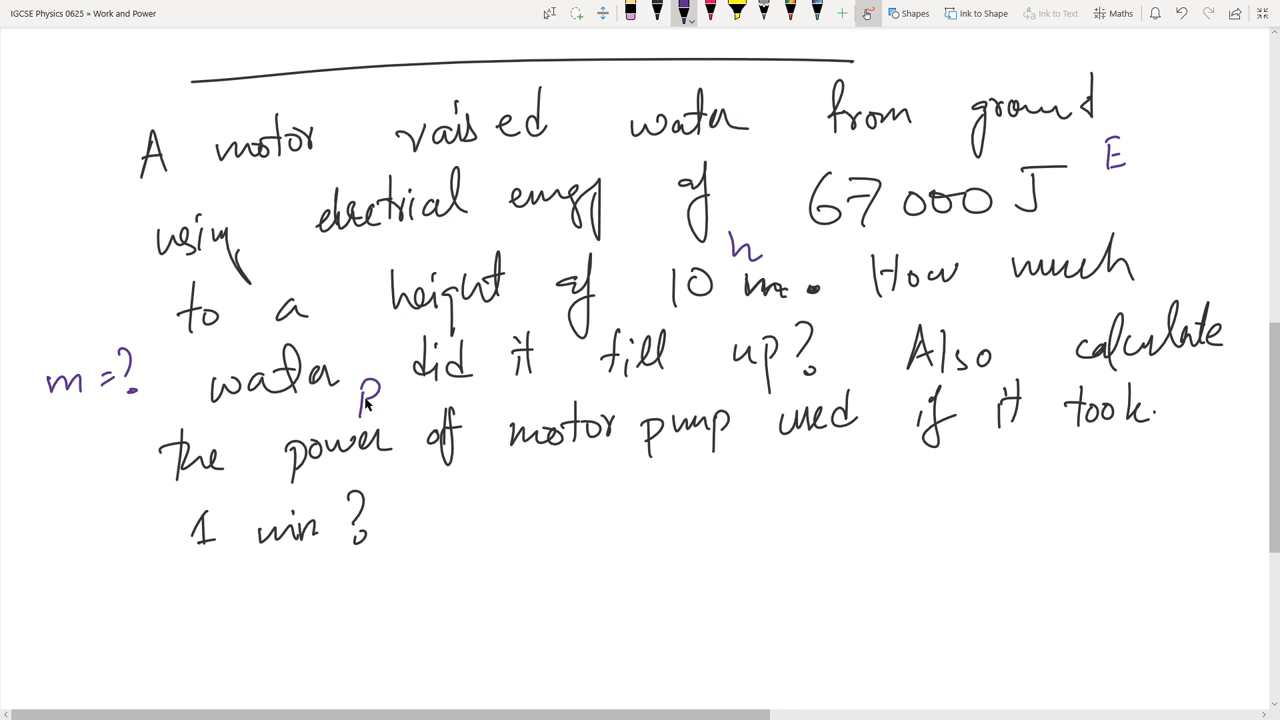 IGCSE Physics 0625 » Work and Power
Shapes Ink to Shape Ink to Text Maths
A motor raised water from ground
E
using electrical energy of 67000 J
h
to a height of 10 m. How much
m = ? water did it fill up? Also calculate
P
the power of motor pump used if it took.
1 min ?